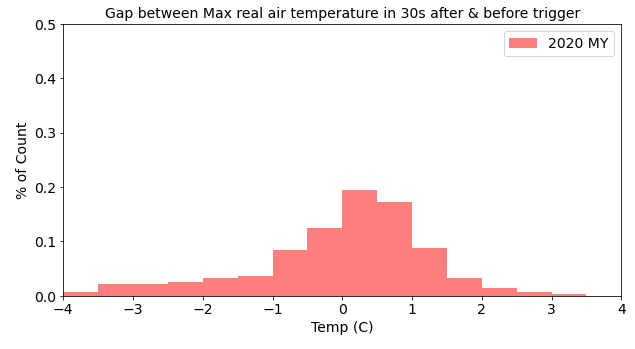 Gap between Max real air temperature in 30s after & before trigger
2020 MY
% of Count
0.5
0.4
0.3
0.2
0.1
0.0
−4 −3 −2 −1 0 1 2 3 4
Temp (C)